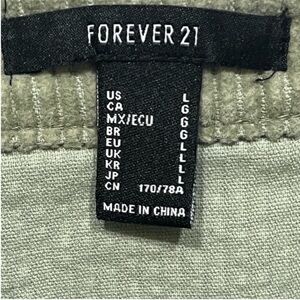 FOREVER 21
US L
CA G
MX/ECU G
BR G
EU L
UK L
KR L
JP L
CN 170/78A
MADE IN CHINA